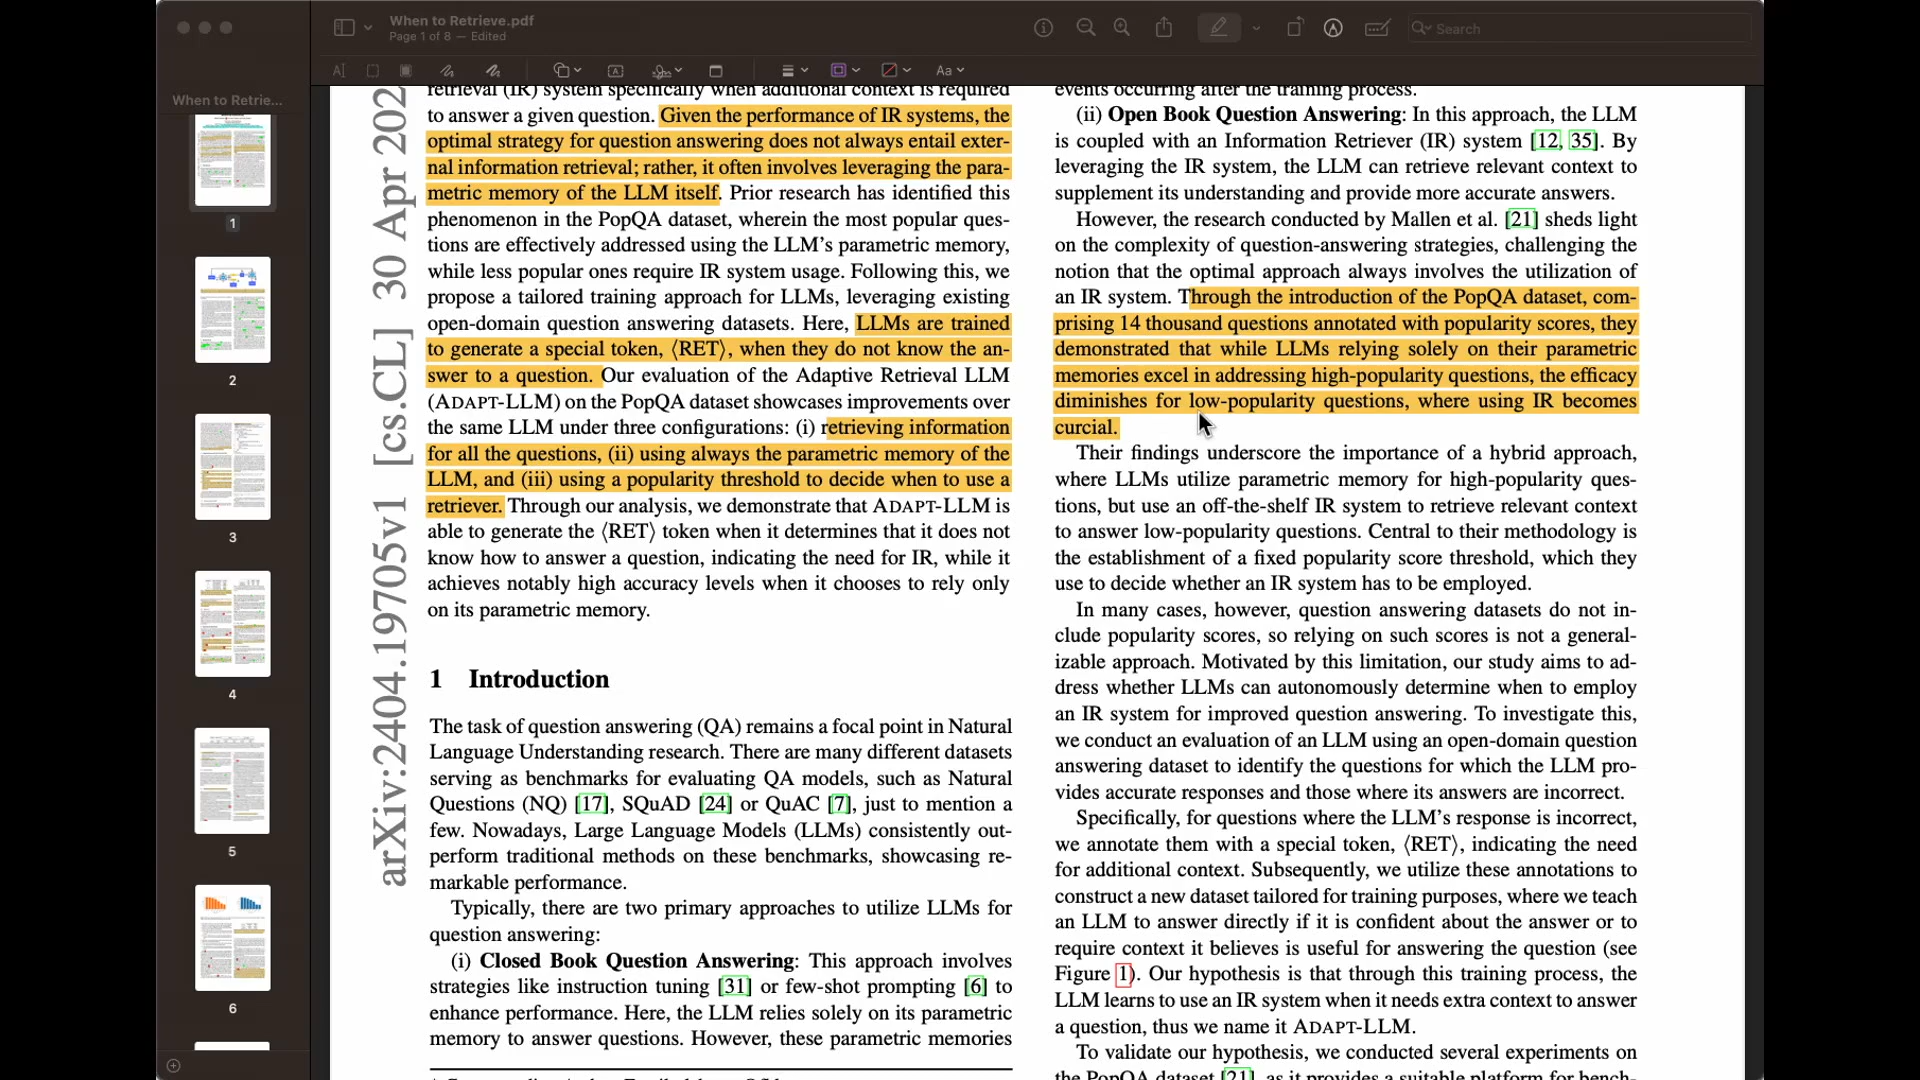 When to Retrieve.pdf
Page 1 of 8 — Edited
Search
Aa
When to Retrie...
1
2
3
4
5
6
arXiv:2404.19705v1 [cs.CL] 30 Apr 202
retrieval (IR) system specifically when additional context is required
to answer a given question. Given the performance of IR systems, the
optimal strategy for question answering does not always entail exter-
nal information retrieval; rather, it often involves leveraging the para-
metric memory of the LLM itself. Prior research has identified this
phenomenon in the PopQA dataset, wherein the most popular ques-
tions are effectively addressed using the LLM's parametric memory,
while less popular ones require IR system usage. Following this, we
propose a tailored training approach for LLMs, leveraging existing
open-domain question answering datasets. Here, LLMs are trained
to generate a special token, ⟨RET⟩, when they do not know the an-
swer to a question. Our evaluation of the Adaptive Retrieval LLM
(ADAPT-LLM) on the PopQA dataset showcases improvements over
the same LLM under three configurations: (i) retrieving information
for all the questions, (ii) using always the parametric memory of the
LLM, and (iii) using a popularity threshold to decide when to use a
retriever. Through our analysis, we demonstrate that ADAPT-LLM is
able to generate the ⟨RET⟩ token when it determines that it does not
know how to answer a question, indicating the need for IR, while it
achieves notably high accuracy levels when it chooses to rely only
on its parametric memory.
1 Introduction
The task of question answering (QA) remains a focal point in Natural
Language Understanding research. There are many different datasets
serving as benchmarks for evaluating QA models, such as Natural
Questions (NQ) [17], SQuAD [24] or QuAC [7], just to mention a
few. Nowadays, Large Language Models (LLMs) consistently out-
perform traditional methods on these benchmarks, showcasing re-
markable performance.
Typically, there are two primary approaches to utilize LLMs for
question answering:
(i) Closed Book Question Answering: This approach involves
strategies like instruction tuning [31] or few-shot prompting [6] to
enhance performance. Here, the LLM relies solely on its parametric
memory to answer questions. However, these parametric memories
events occurring after the training process.
(ii) Open Book Question Answering: In this approach, the LLM
is coupled with an Information Retriever (IR) system [12, 35]. By
leveraging the IR system, the LLM can retrieve relevant context to
supplement its understanding and provide more accurate answers.
However, the research conducted by Mallen et al. [21] sheds light
on the complexity of question-answering strategies, challenging the
notion that the optimal approach always involves the utilization of
an IR system. Through the introduction of the PopQA dataset, com-
prising 14 thousand questions annotated with popularity scores, they
demonstrated that while LLMs relying solely on their parametric
memories excel in addressing high-popularity questions, the efficacy
diminishes for low-popularity questions, where using IR becomes
curcial.
Their findings underscore the importance of a hybrid approach,
where LLMs utilize parametric memory for high-popularity ques-
tions, but use an off-the-shelf IR system to retrieve relevant context
to answer low-popularity questions. Central to their methodology is
the establishment of a fixed popularity score threshold, which they
use to decide whether an IR system has to be employed.
In many cases, however, question answering datasets do not in-
clude popularity scores, so relying on such scores is not a general-
izable approach. Motivated by this limitation, our study aims to ad-
dress whether LLMs can autonomously determine when to employ
an IR system for improved question answering. To investigate this,
we conduct an evaluation of an LLM using an open-domain question
answering dataset to identify the questions for which the LLM pro-
vides accurate responses and those where its answers are incorrect.
Specifically, for questions where the LLM's response is incorrect,
we annotate them with a special token, ⟨RET⟩, indicating the need
for additional context. Subsequently, we utilize these annotations to
construct a new dataset tailored for training purposes, where we teach
an LLM to answer directly if it is confident about the answer or to
require context it believes is useful for answering the question (see
Figure 1). Our hypothesis is that through this training process, the
LLM learns to use an IR system when it needs extra context to answer
a question, thus we name it ADAPT-LLM.
To validate our hypothesis, we conducted several experiments on
the PopQA dataset [21], as it provides a suitable platform for bench-